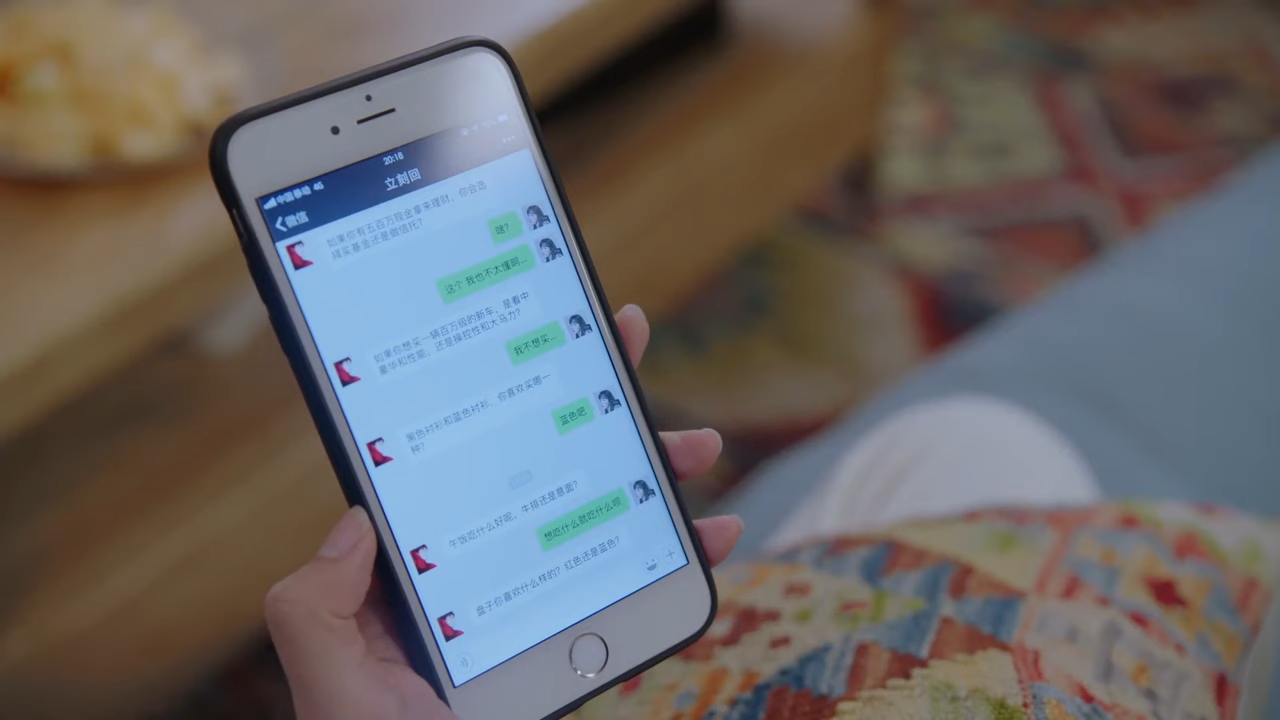 中国移动 4G
20:16
微信
立刻回
如果你有五百万现金拿来理财，你会选
择买基金还是做信托？
啥？
这个 我也不太懂啊...
如果你想买一辆百万级的新车，是看中
豪华和性能，还是操控性和大马力？
我不想买...
黑色衬衫和蓝色衬衫，你喜欢买哪一
种？
蓝色吧
午饭吃什么好呢，牛排还是意面？
想吃什么就吃什么呗
盘子你喜欢什么样的？红色还是蓝色？